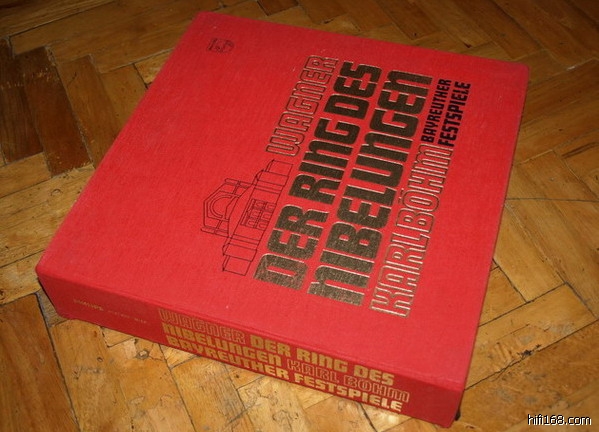 WAGNER
DER RING DES
NIBELUNGEN
KARL BÖHM
BAYREUTHER
FESTSPIELE
WAGNER DER RING DES
NIBELUNGEN KARL BÖHM
BAYREUTHER FESTSPIELE
hifi168.com